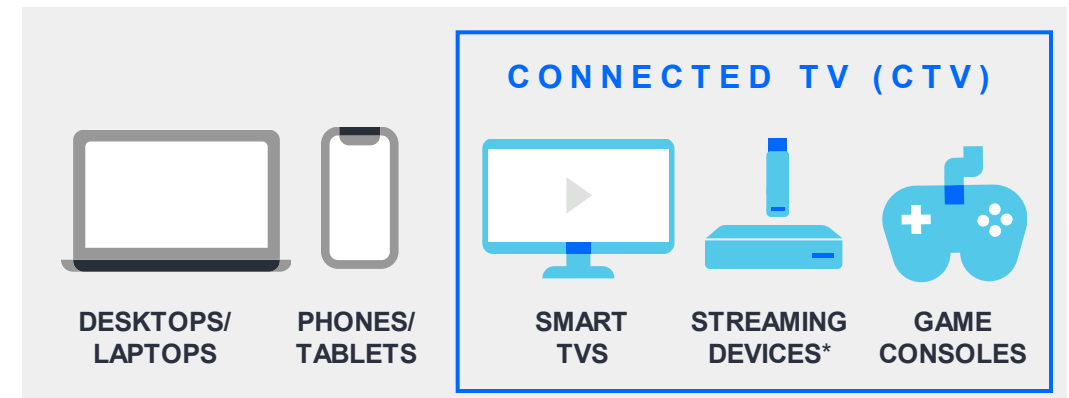 CONNECTED TV (CTV)
DESKTOPS/
LAPTOPS
PHONES/
TABLETS
SMART
TVS
STREAMING
DEVICES*
GAME
CONSOLES